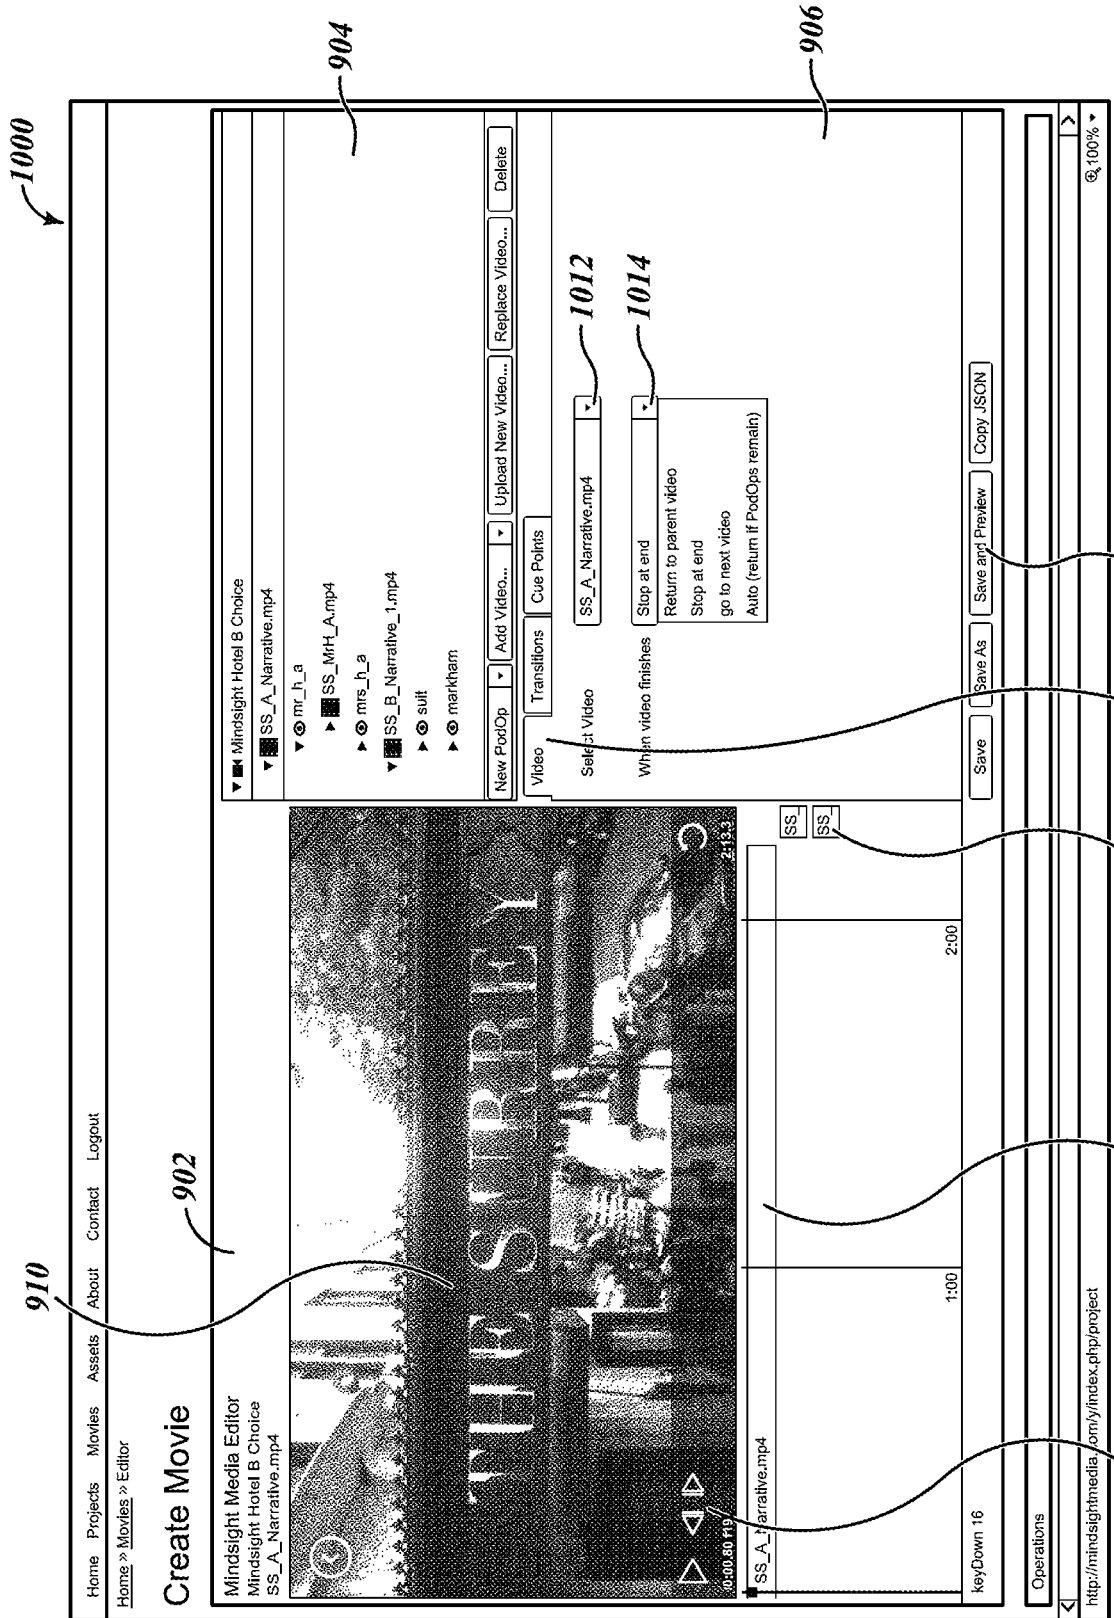 1000
Home Projects Movies Assets About Contact Logout
Home » Movies » Editor
Create Movie
902
910
904
906
Mindsight Media Editor
Mindsight Hotel B Choice
SS_A_Narrative.mp4
THE SURREY
0:00.80 f19
2:13.3
SS_A_Narrative.mp4
SS_
SS_
1:00
2:00
Mindsight Hotel B Choice
SS_A_Narrative.mp4
mr_h_a
SS_MrH_A.mp4
mrs_h_a
SS_B_Narrative_1.mp4
suit
markham
New PodOp Add Video... Upload New Video... Replace Video... Delete
Video Transitions Cue Points
Select Video SS_A_Narrative.mp4
1012
When video finishes Stop at end
1014
Return to parent video
Stop at end
go to next video
Auto (return if PodOps remain)
keyDown 16
Save Save As Save and Preview Copy JSON
Operations
http://mindsightmedia.om/y/index.php/project
100%